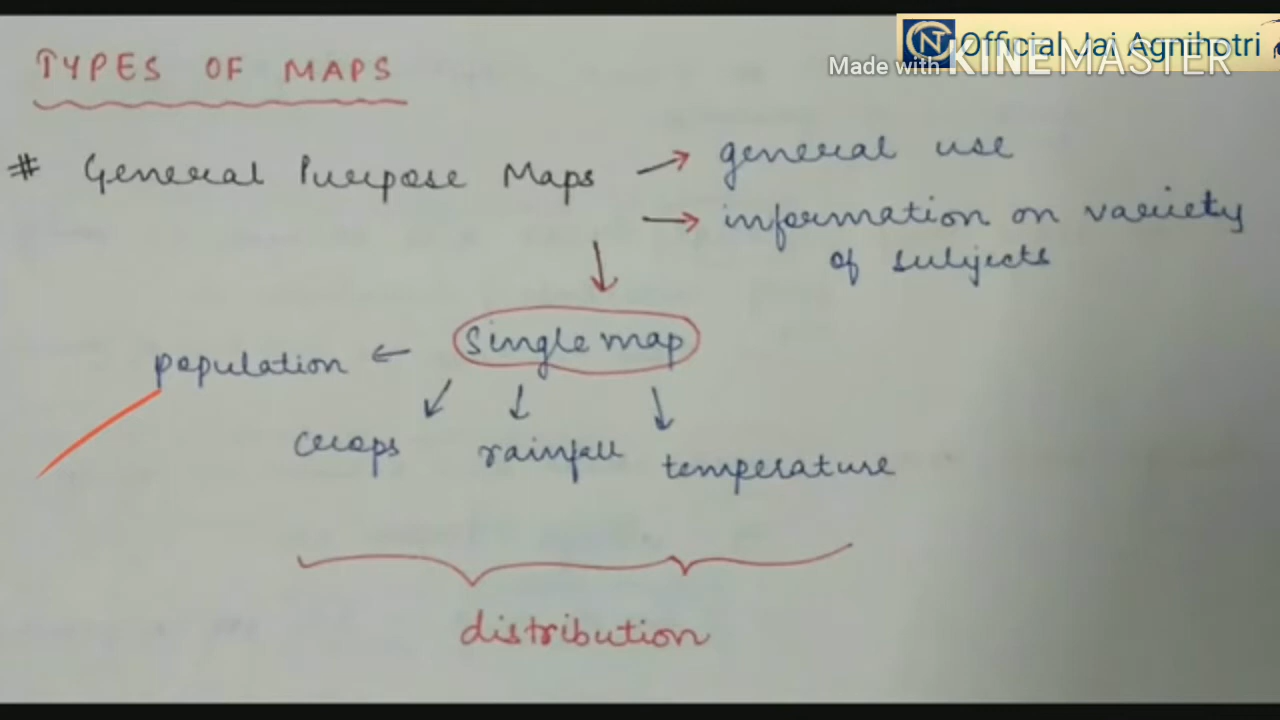 Official Jai Agnihotri
Made with KINEMASTER
TYPES OF MAPS
# General Purpose Maps → general use
→ information on variety
of subjects
↓
Single map
population ←
↓ ↓ ↓
crops rainfall temperature
distribution